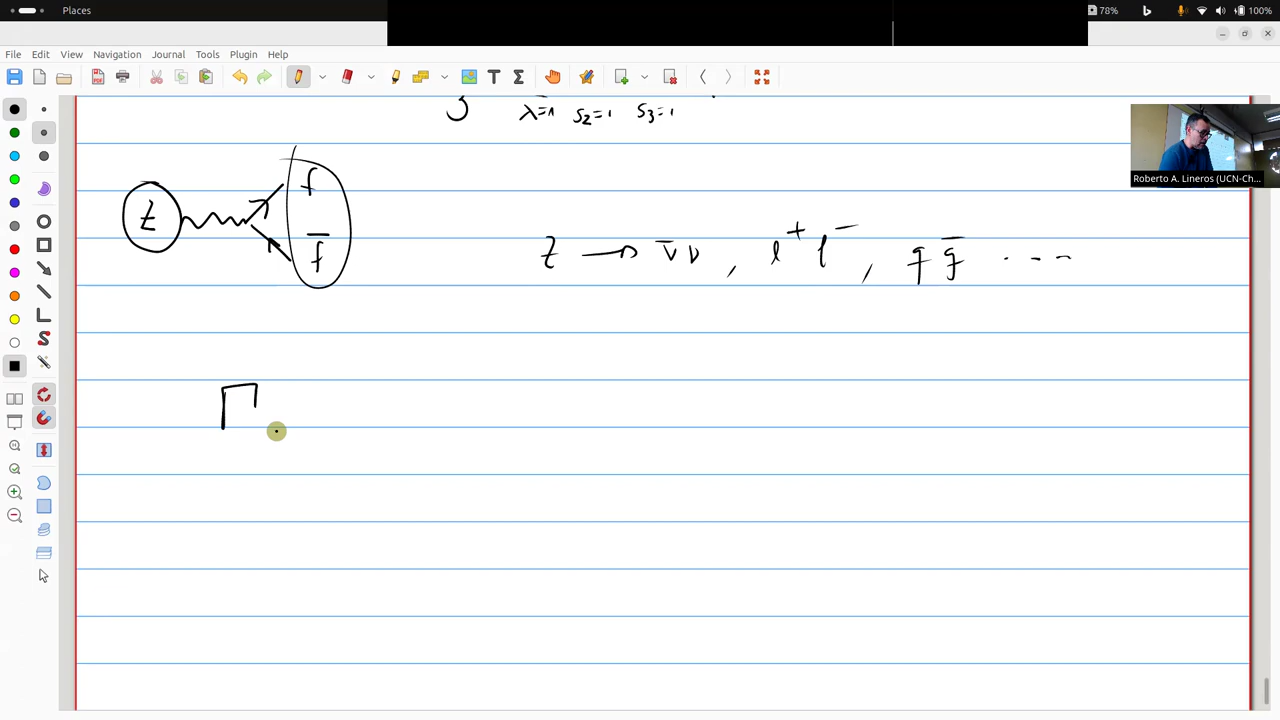 Places 78% 100%
File Edit View Navigation Journal Tools Plugin Help
λ=1 S₂=1 S₃=1
Z f f̄
Z → ν̄ν , l⁺l⁻ , q q̄ ...
Γ
Roberto A. Lineros (UCN-Ch...